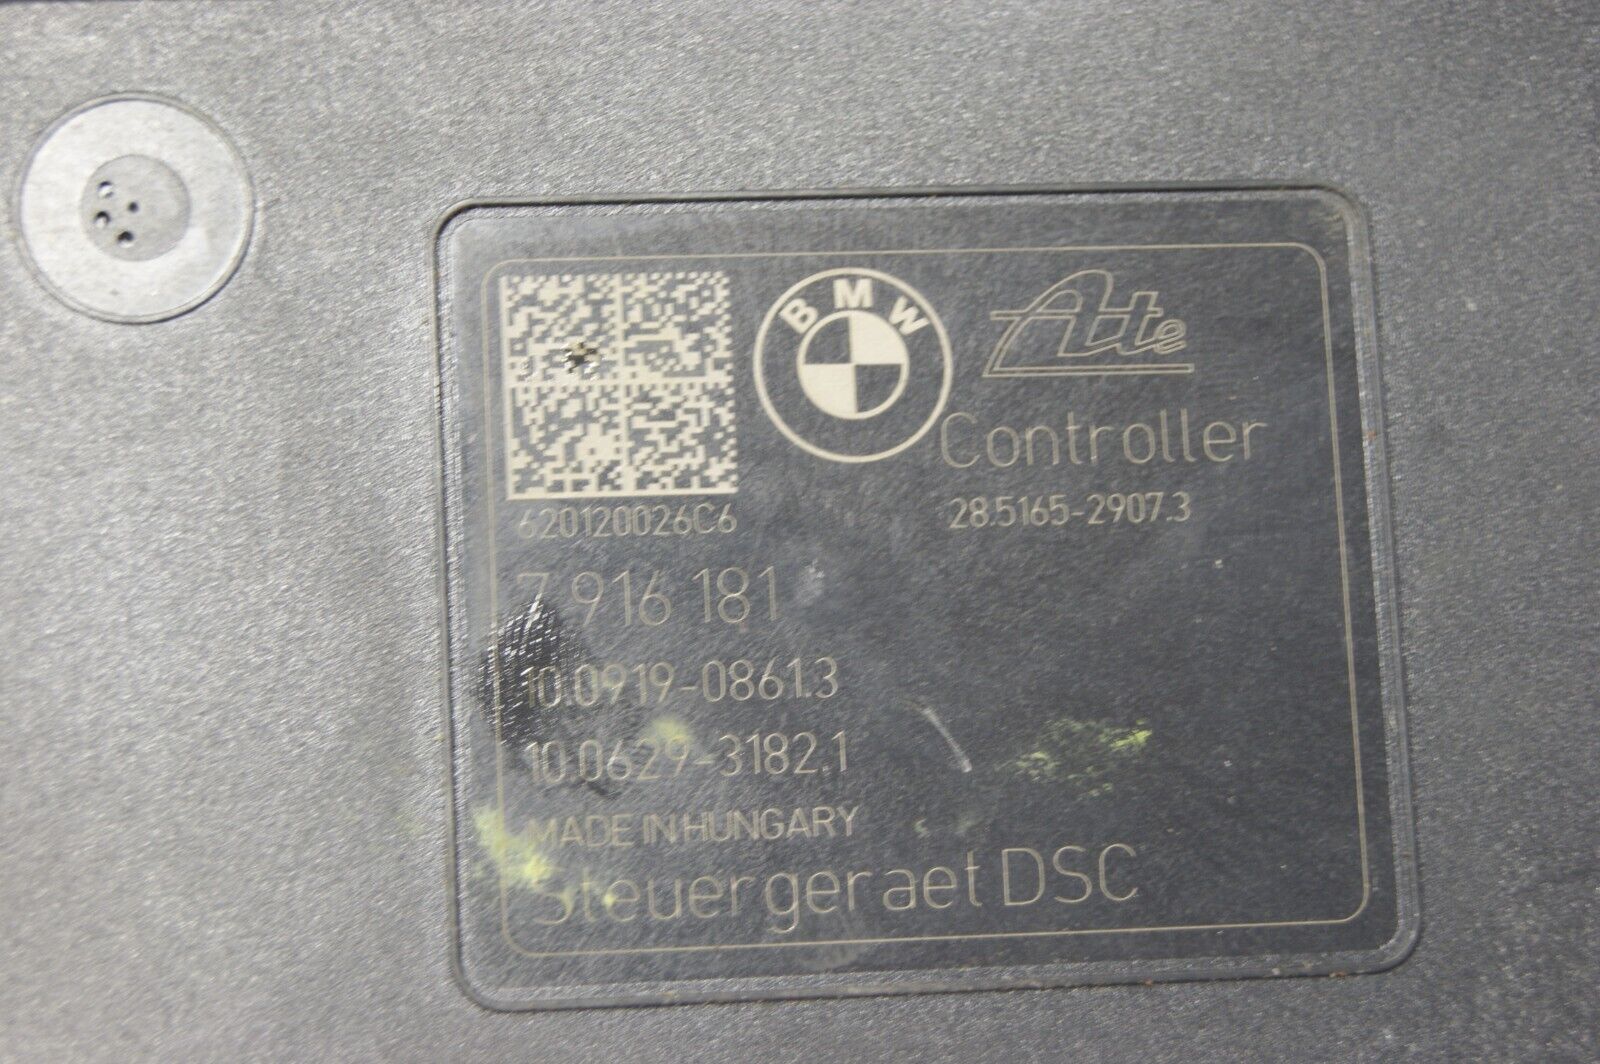 BMW
Ate
Controller
620120026C6
28.5165-2907.3
7 916 181
10.0919-0861.3
10.0629-3182.1
MADE IN HUNGARY
Steuergeraet DSC